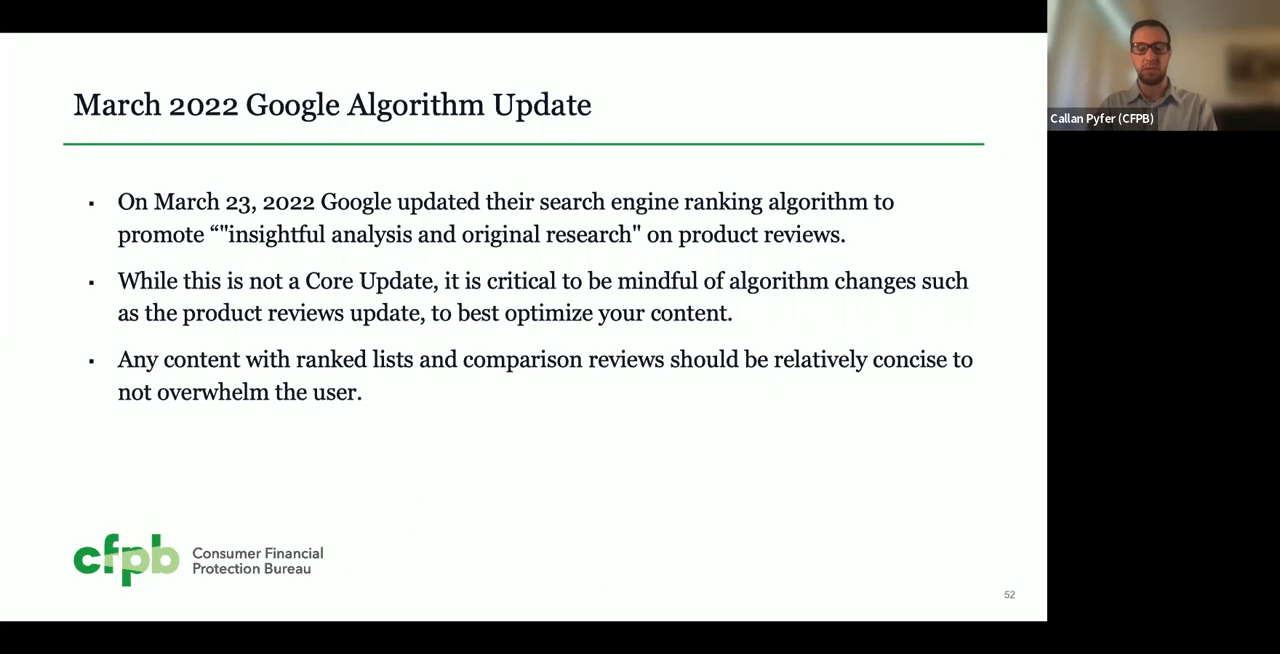 March 2022 Google Algorithm Update
▪ On March 23, 2022 Google updated their search engine ranking algorithm to
promote “"insightful analysis and original research" on product reviews.
▪ While this is not a Core Update, it is critical to be mindful of algorithm changes such
as the product reviews update, to best optimize your content.
▪ Any content with ranked lists and comparison reviews should be relatively concise to
not overwhelm the user.
cfpb
Consumer Financial
Protection Bureau
52
Callan Pyfer (CFPB)